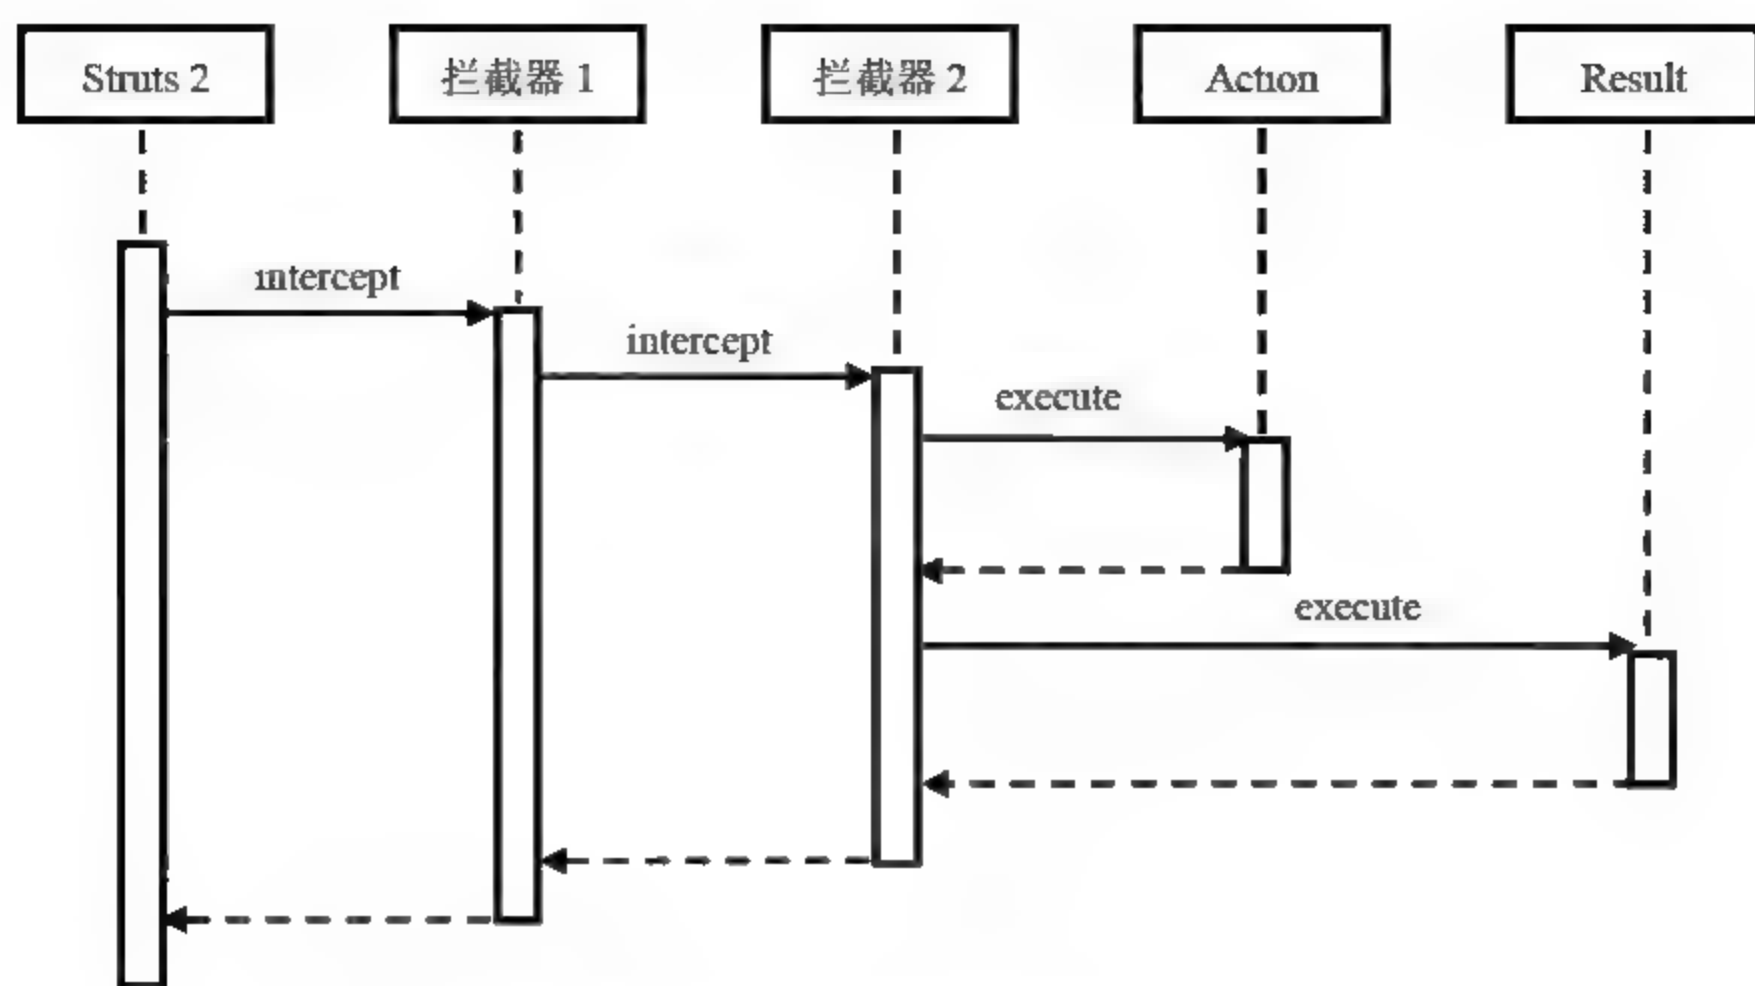 Struts 2
拦截器 1
拦截器 2
Action
Result
intercept
intercept
execute
execute